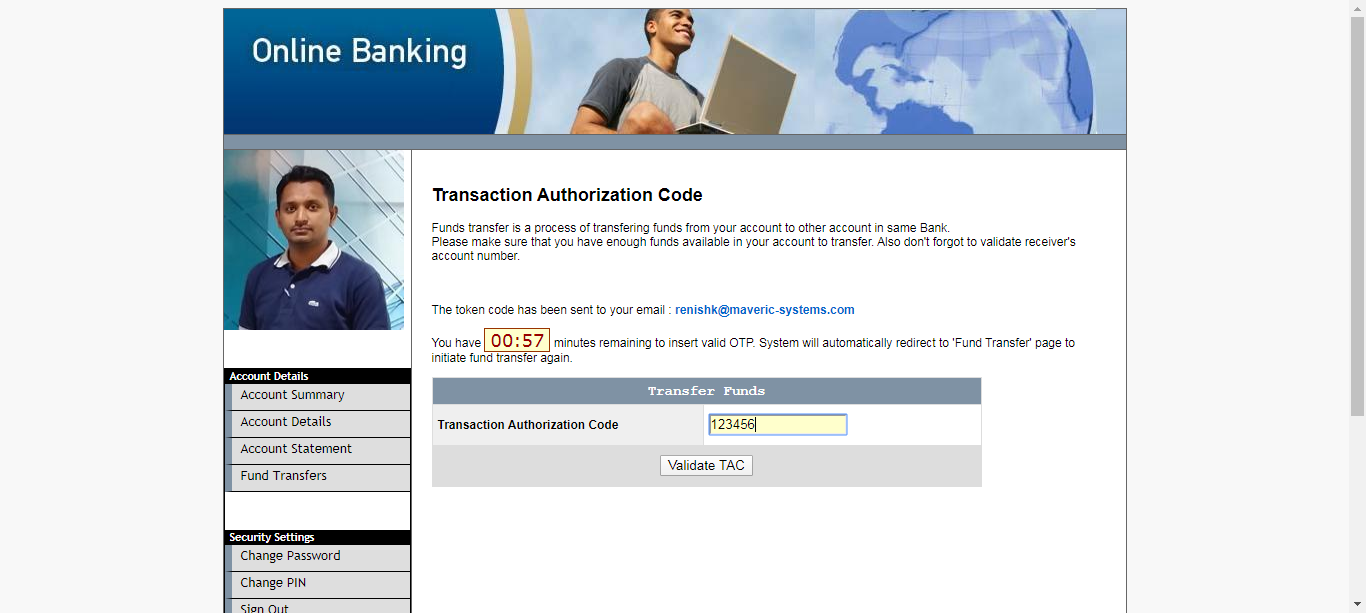 Online Banking
Transaction Authorization Code
Funds transfer is a process of transfering funds from your account to other account in same Bank.
Please make sure that you have enough funds available in your account to transfer. Also don't forgot to validate receiver's
account number.
The token code has been sent to your email : renishk@maveric-systems.com
You have 00:57 minutes remaining to insert valid OTP. System will automatically redirect to 'Fund Transfer' page to
initiate fund transfer again.
Transfer Funds
Transaction Authorization Code 123456
Validate TAC
Account Details
Account Summary
Account Details
Account Statement
Fund Transfers
Security Settings
Change Password
Change PIN
Sign Out